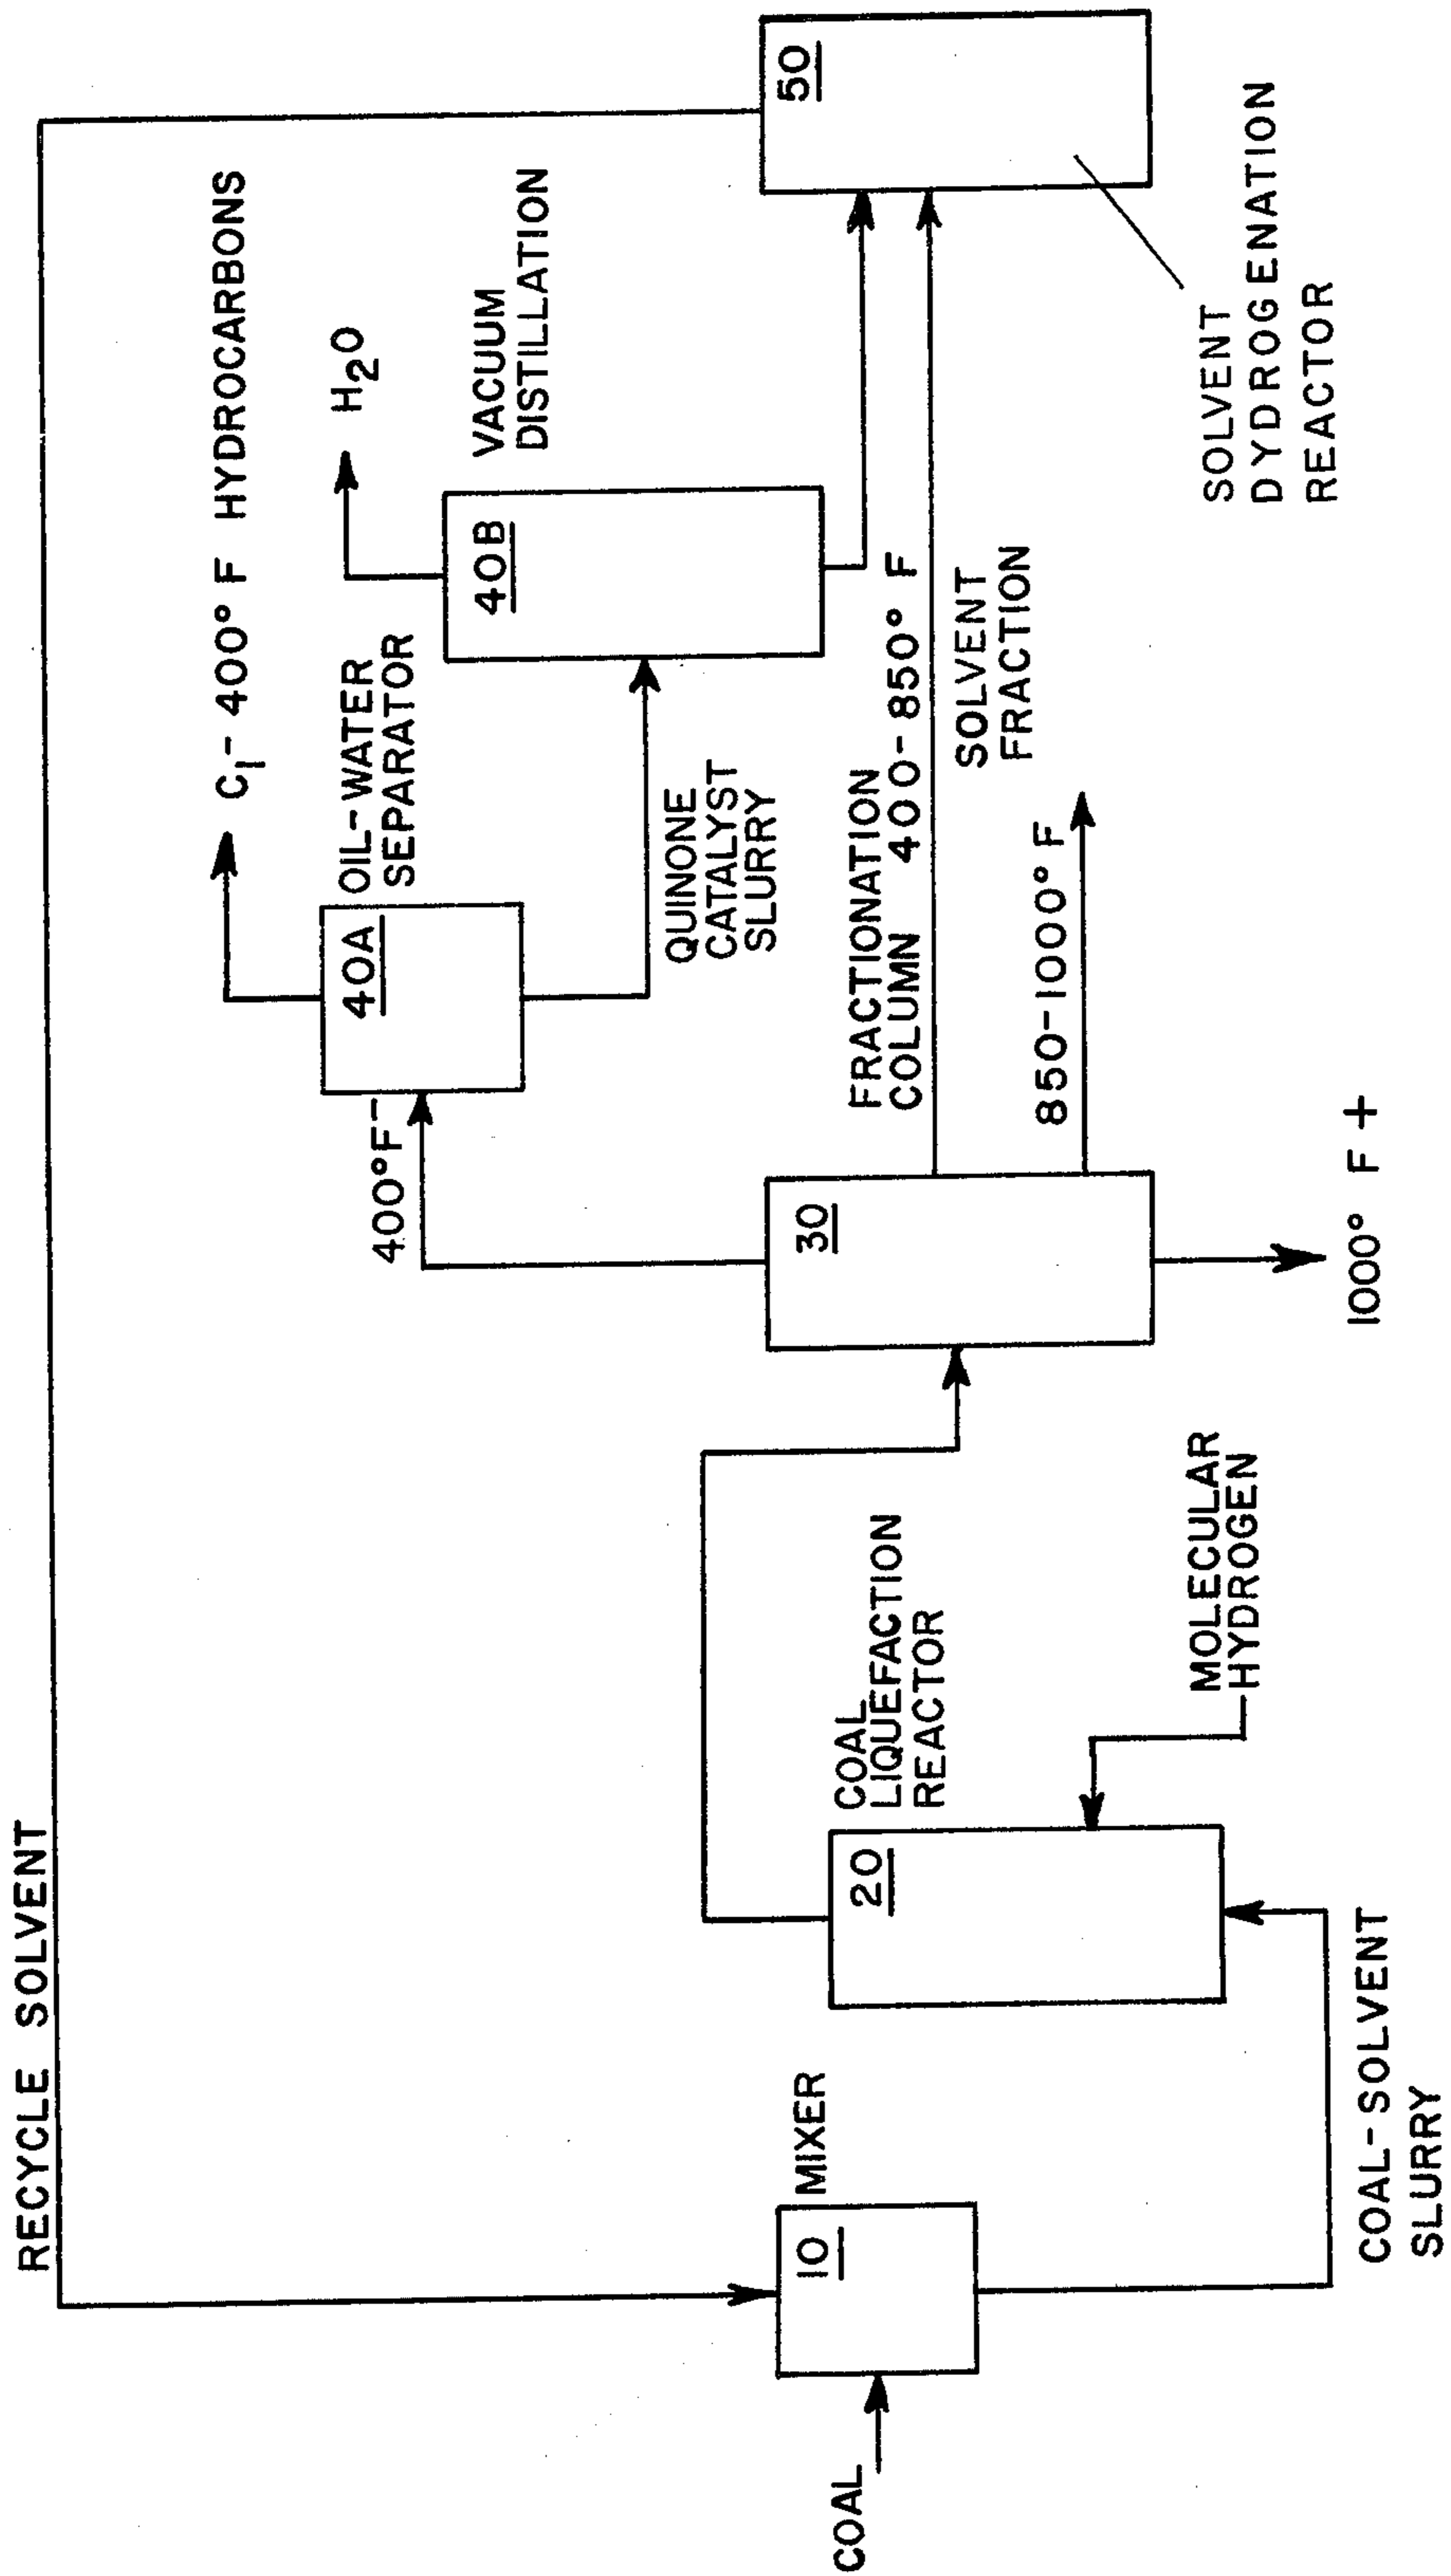 RECYCLE SOLVENT
COAL
10
MIXER
COAL-SOLVENT
SLURRY
20
COAL
LIQUEFACTION
REACTOR
MOLECULAR
HYDROGEN
30
1000° F +
400°F-
FRACTIONATION
COLUMN 400-850° F
SOLVENT
FRACTION
850-1000° F
40A
OIL-WATER
SEPARATOR
C1- 400° F HYDROCARBONS
QUINONE
CATALYST
SLURRY
40B
H2O
VACUUM
DISTILLATION
50
SOLVENT
DYDROGENATION
REACTOR